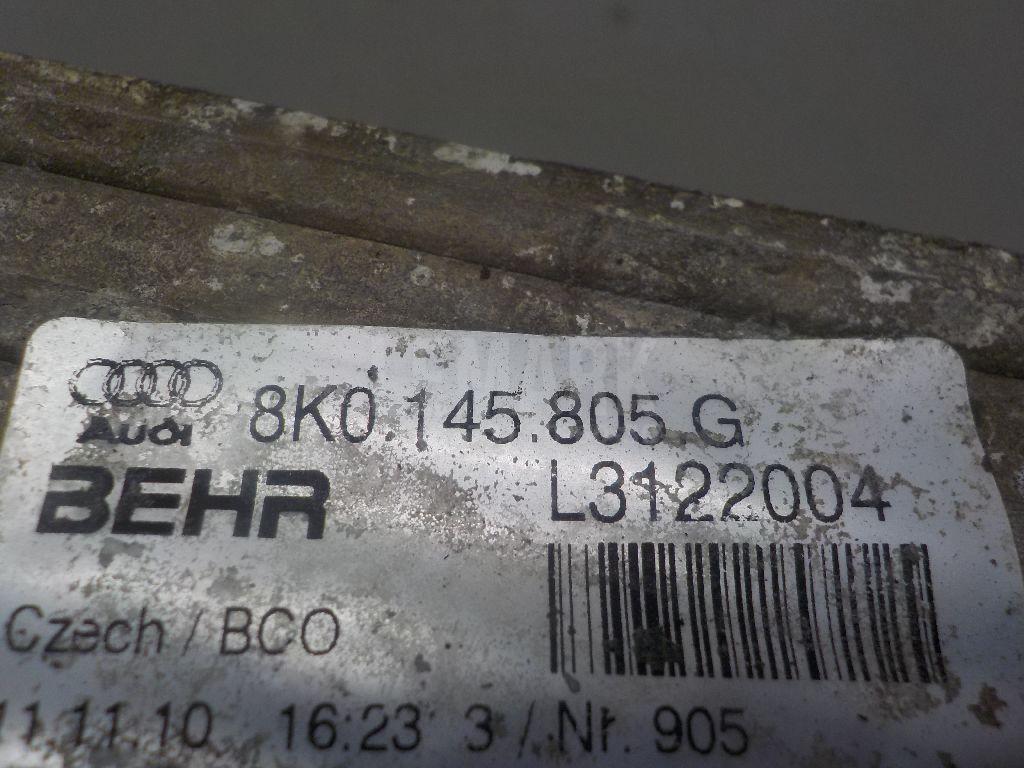 Audi 8K0.145.805.G
BEHR L3122004
Czech / BCO
11.11.10 16:23 3 / Nr. 905